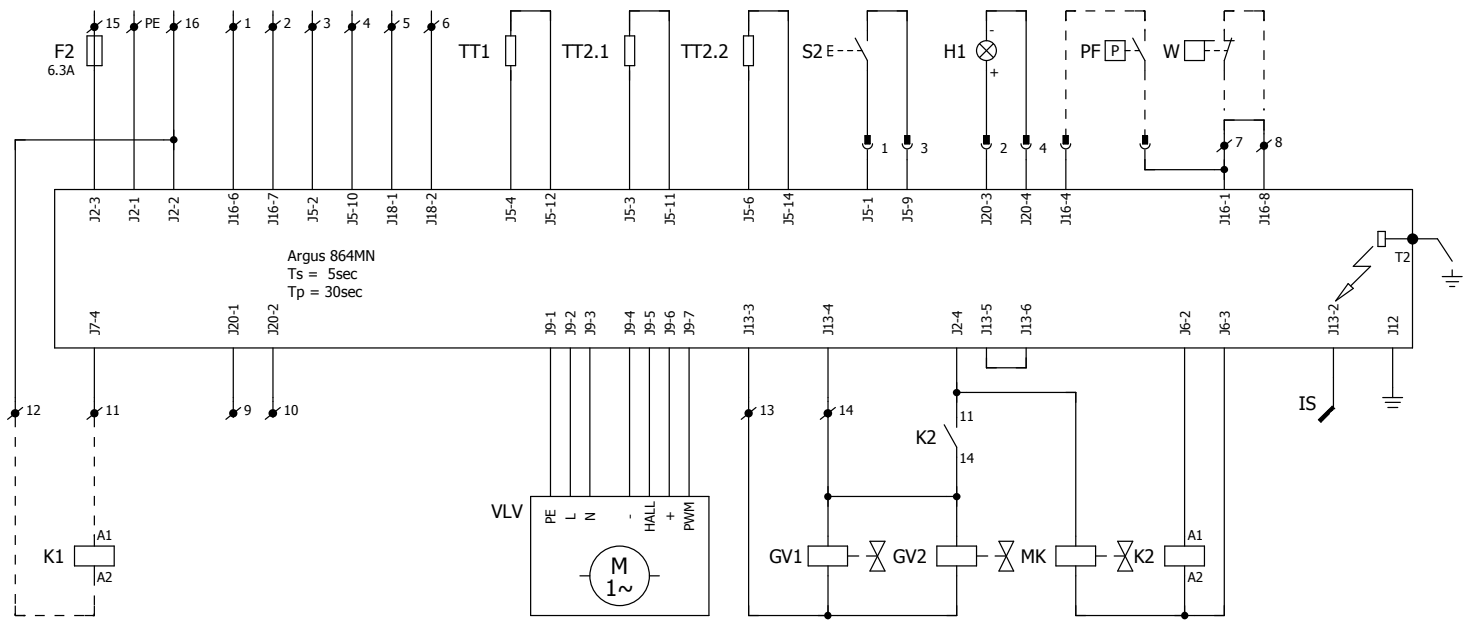 15 PE 16 1 2 3 4 5 6
F2
6.3A
TT1 TT2.1 TT2.2 S2 E H1 - + PF P W
1 3 2 4 7 8
J2-3 J2-1 J2-2 J16-6 J16-7 J5-2 J5-10 J18-1 J18-2 J5-4 J5-12 J5-3 J5-11 J5-6 J5-14 J5-1 J5-9 J20-3 J20-4 J16-4 J16-1 J16-8
T2
Argus 864MN
Ts = 5sec
Tp = 30sec
J7-4 J20-1 J20-2 J9-1 J9-2 J9-3 J9-4 J9-5 J9-6 J9-7 J13-3 J13-4 J2-4 J13-5 J13-6 J6-2 J6-3 J13-2 J12
12 11 9 10 13 14 11 IS
K2
14
VLV PE L N - HALL + PWM
K1 A1 A2
M
1~
GV1 GV2 MK K2 A1 A2